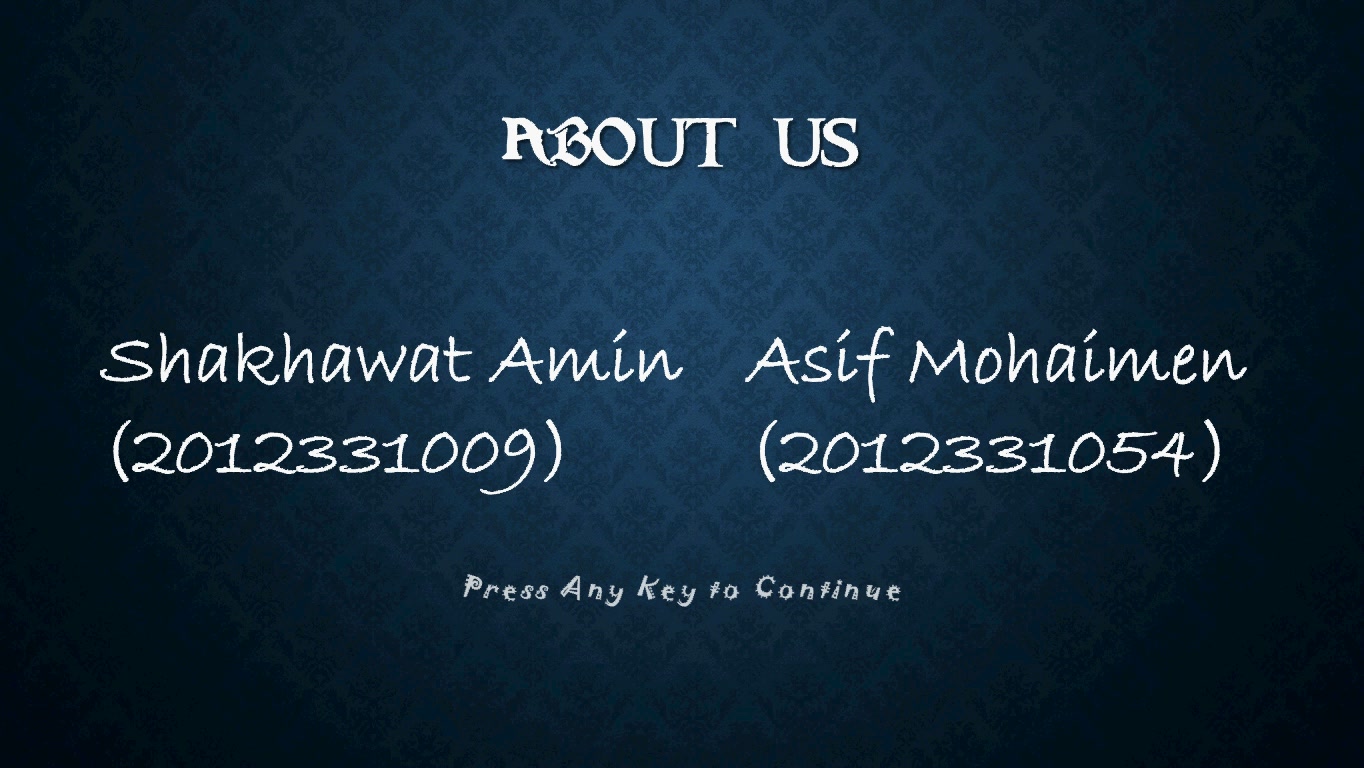 ABOUT US
Shakhawat Amin Asif Mohaimen
(2012331009) (2012331054)
Press Any Key to Continue